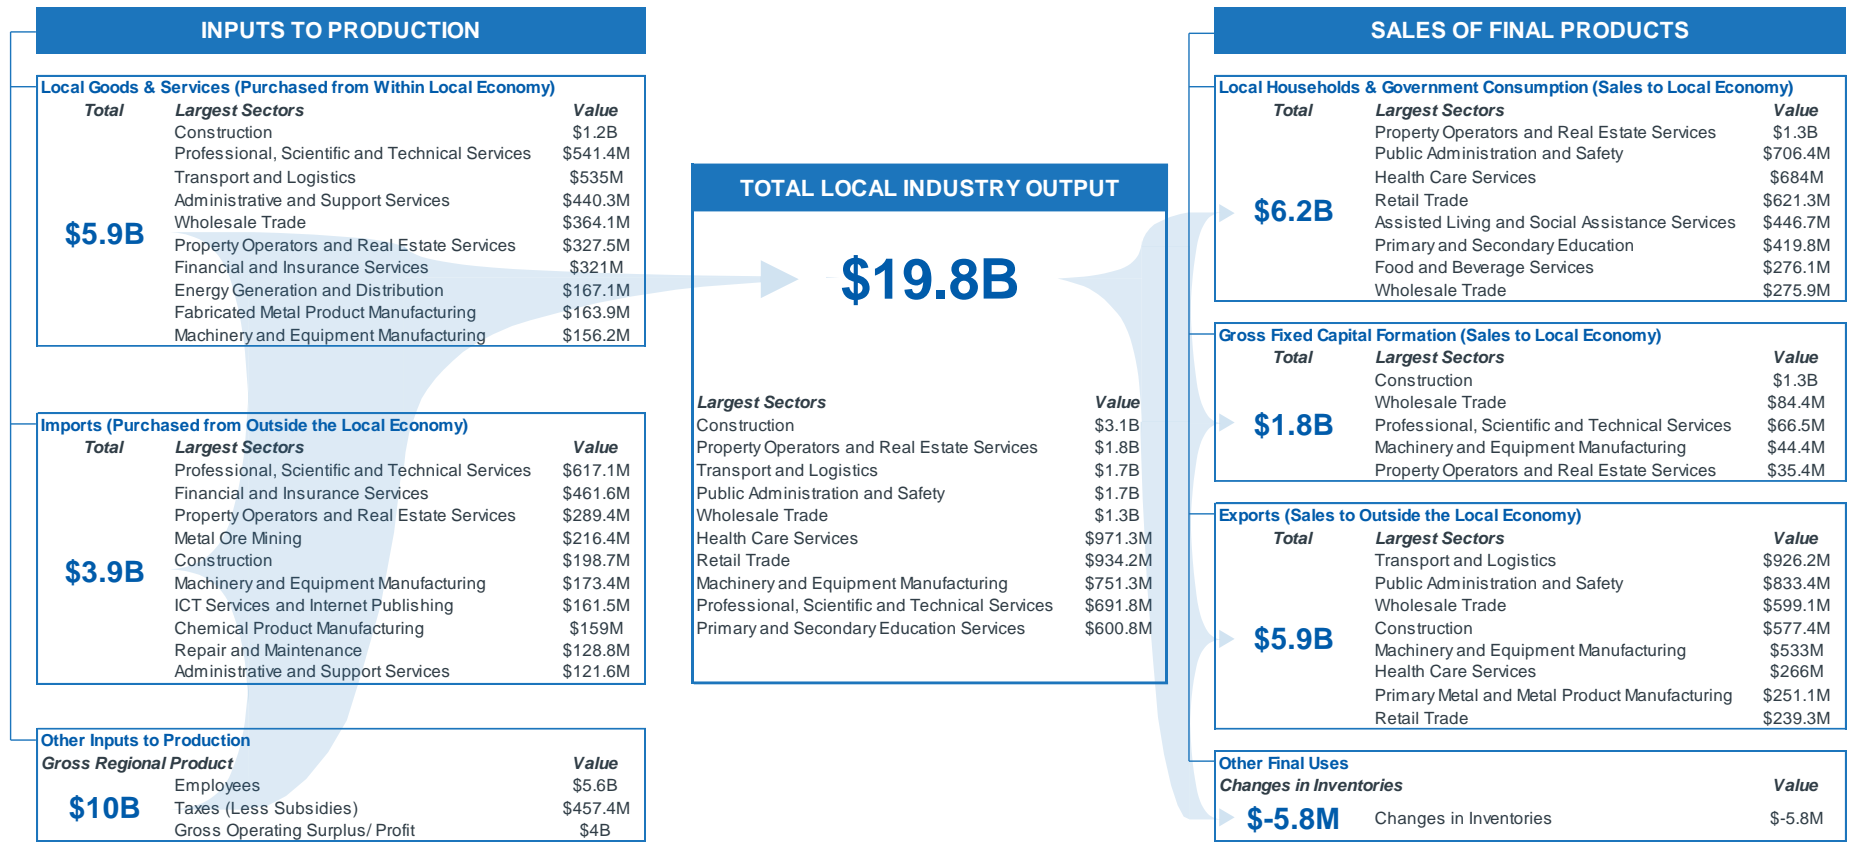 INPUTS TO PRODUCTION
Local Goods & Services (Purchased from Within Local Economy)
Total Largest Sectors Value
Construction $1.2B
Professional, Scientific and Technical Services $541.4M
Transport and Logistics $535M
Administrative and Support Services $440.3M
Wholesale Trade $364.1M
$5.9B
Property Operators and Real Estate Services $327.5M
Financial and Insurance Services $321M
Energy Generation and Distribution $167.1M
Fabricated Metal Product Manufacturing $163.9M
Machinery and Equipment Manufacturing $156.2M
Imports (Purchased from Outside the Local Economy)
Total Largest Sectors Value
Professional, Scientific and Technical Services $617.1M
Financial and Insurance Services $461.6M
Property Operators and Real Estate Services $289.4M
Metal Ore Mining $216.4M
Construction $198.7M
$3.9B
Machinery and Equipment Manufacturing $173.4M
ICT Services and Internet Publishing $161.5M
Chemical Product Manufacturing $159M
Repair and Maintenance $128.8M
Administrative and Support Services $121.6M
Other Inputs to Production
Gross Regional Product Value
Employees $5.6B
$10B Taxes (Less Subsidies) $457.4M
Gross Operating Surplus/ Profit $4B
TOTAL LOCAL INDUSTRY OUTPUT
$19.8B
Largest Sectors Value
Construction $3.1B
Property Operators and Real Estate Services $1.8B
Transport and Logistics $1.7B
Public Administration and Safety $1.7B
Wholesale Trade $1.3B
Health Care Services $971.3M
Retail Trade $934.2M
Machinery and Equipment Manufacturing $751.3M
Professional, Scientific and Technical Services $691.8M
Primary and Secondary Education Services $600.8M
SALES OF FINAL PRODUCTS
Local Households & Government Consumption (Sales to Local Economy)
Total Largest Sectors Value
Property Operators and Real Estate Services $1.3B
Public Administration and Safety $706.4M
Health Care Services $684M
Retail Trade $621.3M
$6.2B
Assisted Living and Social Assistance Services $446.7M
Primary and Secondary Education $419.8M
Food and Beverage Services $276.1M
Wholesale Trade $275.9M
Gross Fixed Capital Formation (Sales to Local Economy)
Total Largest Sectors Value
Construction $1.3B
Wholesale Trade $84.4M
$1.8B Professional, Scientific and Technical Services $66.5M
Machinery and Equipment Manufacturing $44.4M
Property Operators and Real Estate Services $35.4M
Exports (Sales to Outside the Local Economy)
Total Largest Sectors Value
Transport and Logistics $926.2M
Public Administration and Safety $833.4M
Wholesale Trade $599.1M
Construction $577.4M
$5.9B
Machinery and Equipment Manufacturing $533M
Health Care Services $266M
Primary Metal and Metal Product Manufacturing $251.1M
Retail Trade $239.3M
Other Final Uses
Changes in Inventories Value
$-5.8M Changes in Inventories $-5.8M